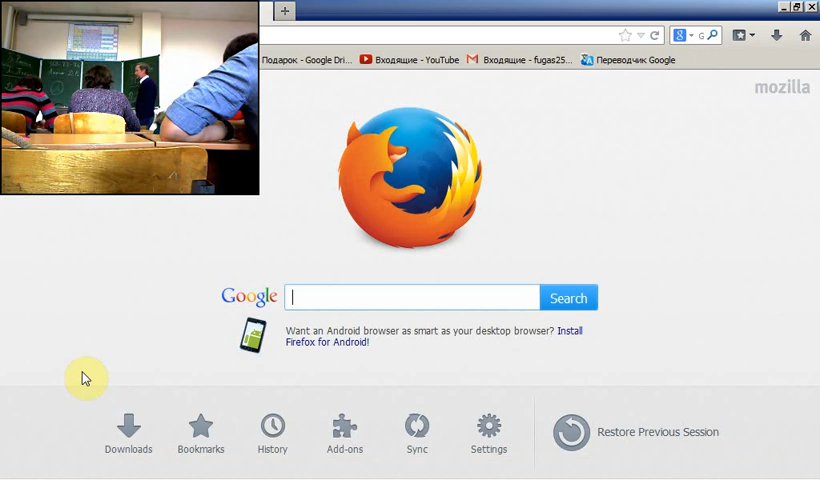 Подарок - Google Dri... Входящие - YouTube Входящие - fugas25... Переводчик Google
mozilla
Google Search
Want an Android browser as smart as your desktop browser? Install
Firefox for Android!
Downloads Bookmarks History Add-ons Sync Settings Restore Previous Session